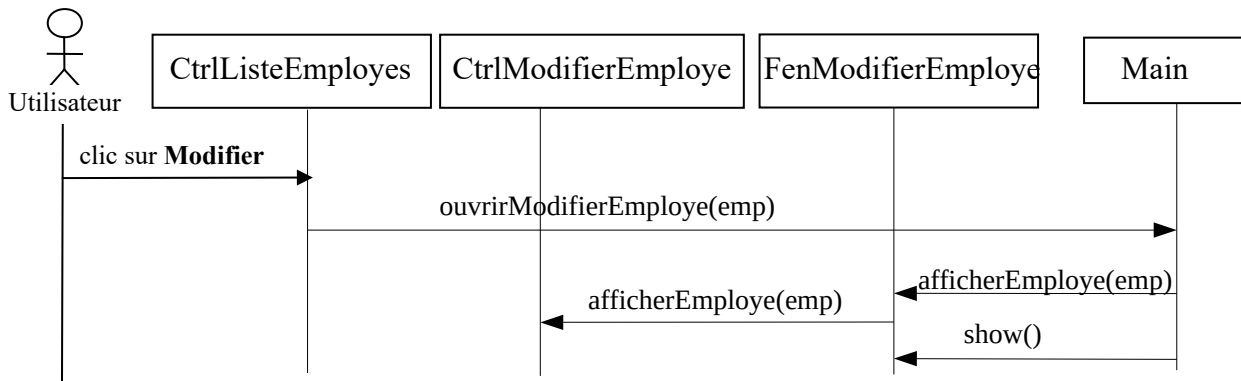 CtrlListeEmployes
CtrlModifierEmploye
FenModifierEmploye
Main
Utilisateur
clic sur Modifier
ouvrirModifierEmploye(emp)
afficherEmploye(emp)
afficherEmploye(emp)
show()